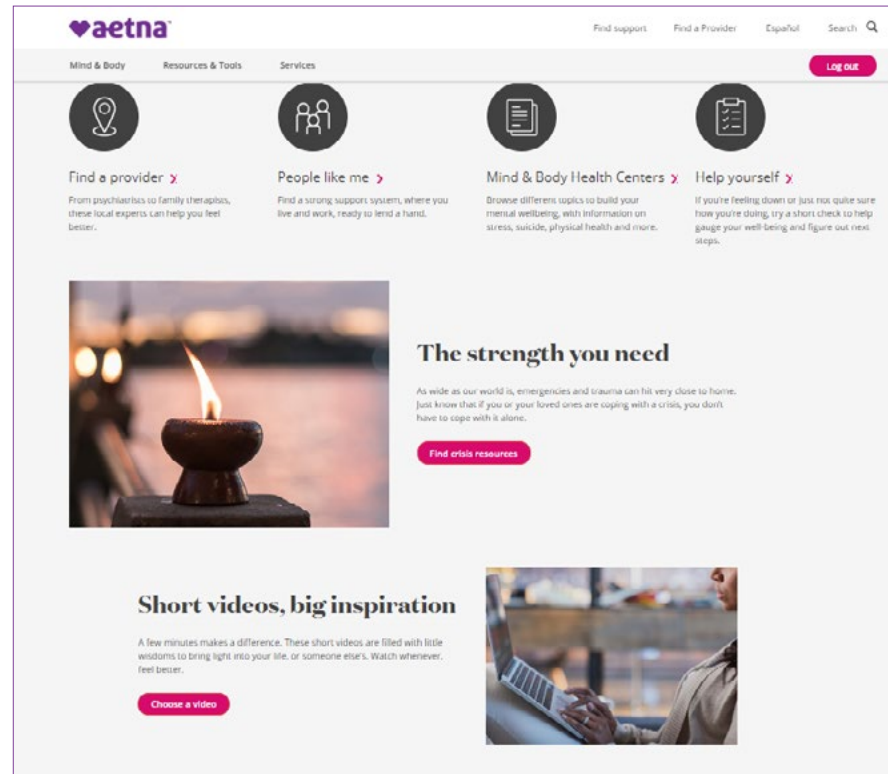 aetna
Find support Find a Provider Español Search
Mind & Body Resources & Tools Services Log out
Find a provider
From psychiatrists to family therapists,
these local experts can help you feel
better.
People like me
Find a strong support system, where you
live and work, ready to lend a hand.
Mind & Body Health Centers
Browse different topics to build your
mental wellbeing, with information on
stress, suicide, physical health and more.
Help yourself
If you're feeling down or just not quite sure
how you're doing, try a short check to help
gauge your well-being and figure out next
steps.
The strength you need
As wide as our world is, emergencies and trauma can hit very close to home.
Just know that if you or your loved ones are coping with a crisis, you don't
have to cope with it alone.
Find crisis resources
Short videos, big inspiration
A few minutes makes a difference. These short videos are filled with little
wisdoms to bring light into your life, or someone else's. Watch whenever.
Feel better.
Choose a video